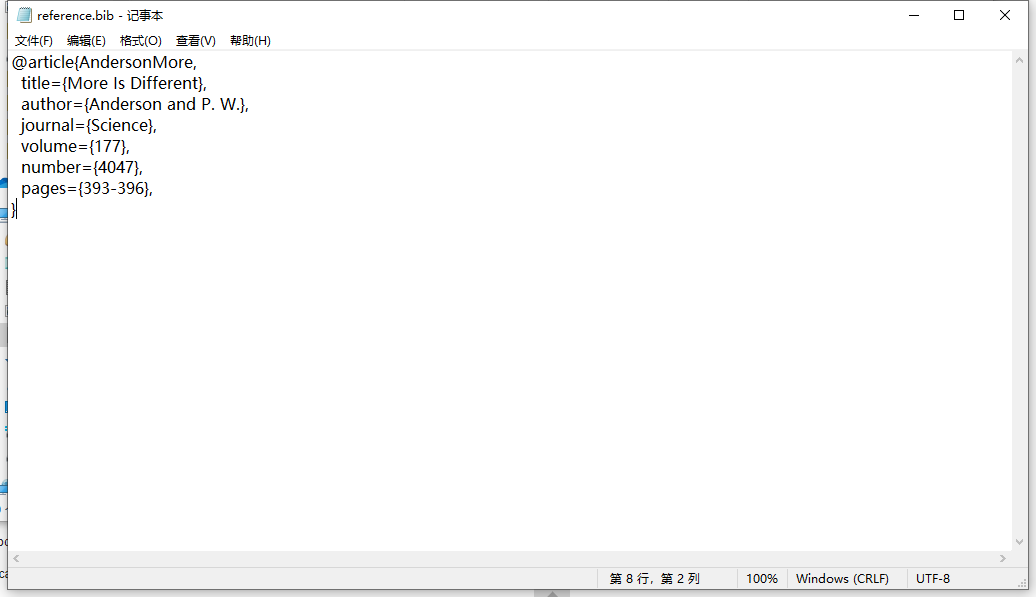 reference.bib - 记事本
文件(F) 编辑(E) 格式(O) 查看(V) 帮助(H)
@article{AndersonMore,
title={More Is Different},
author={Anderson and P. W.},
journal={Science},
volume={177},
number={4047},
pages={393-396},
}
第 8 行，第 2 列 100% Windows (CRLF) UTF-8